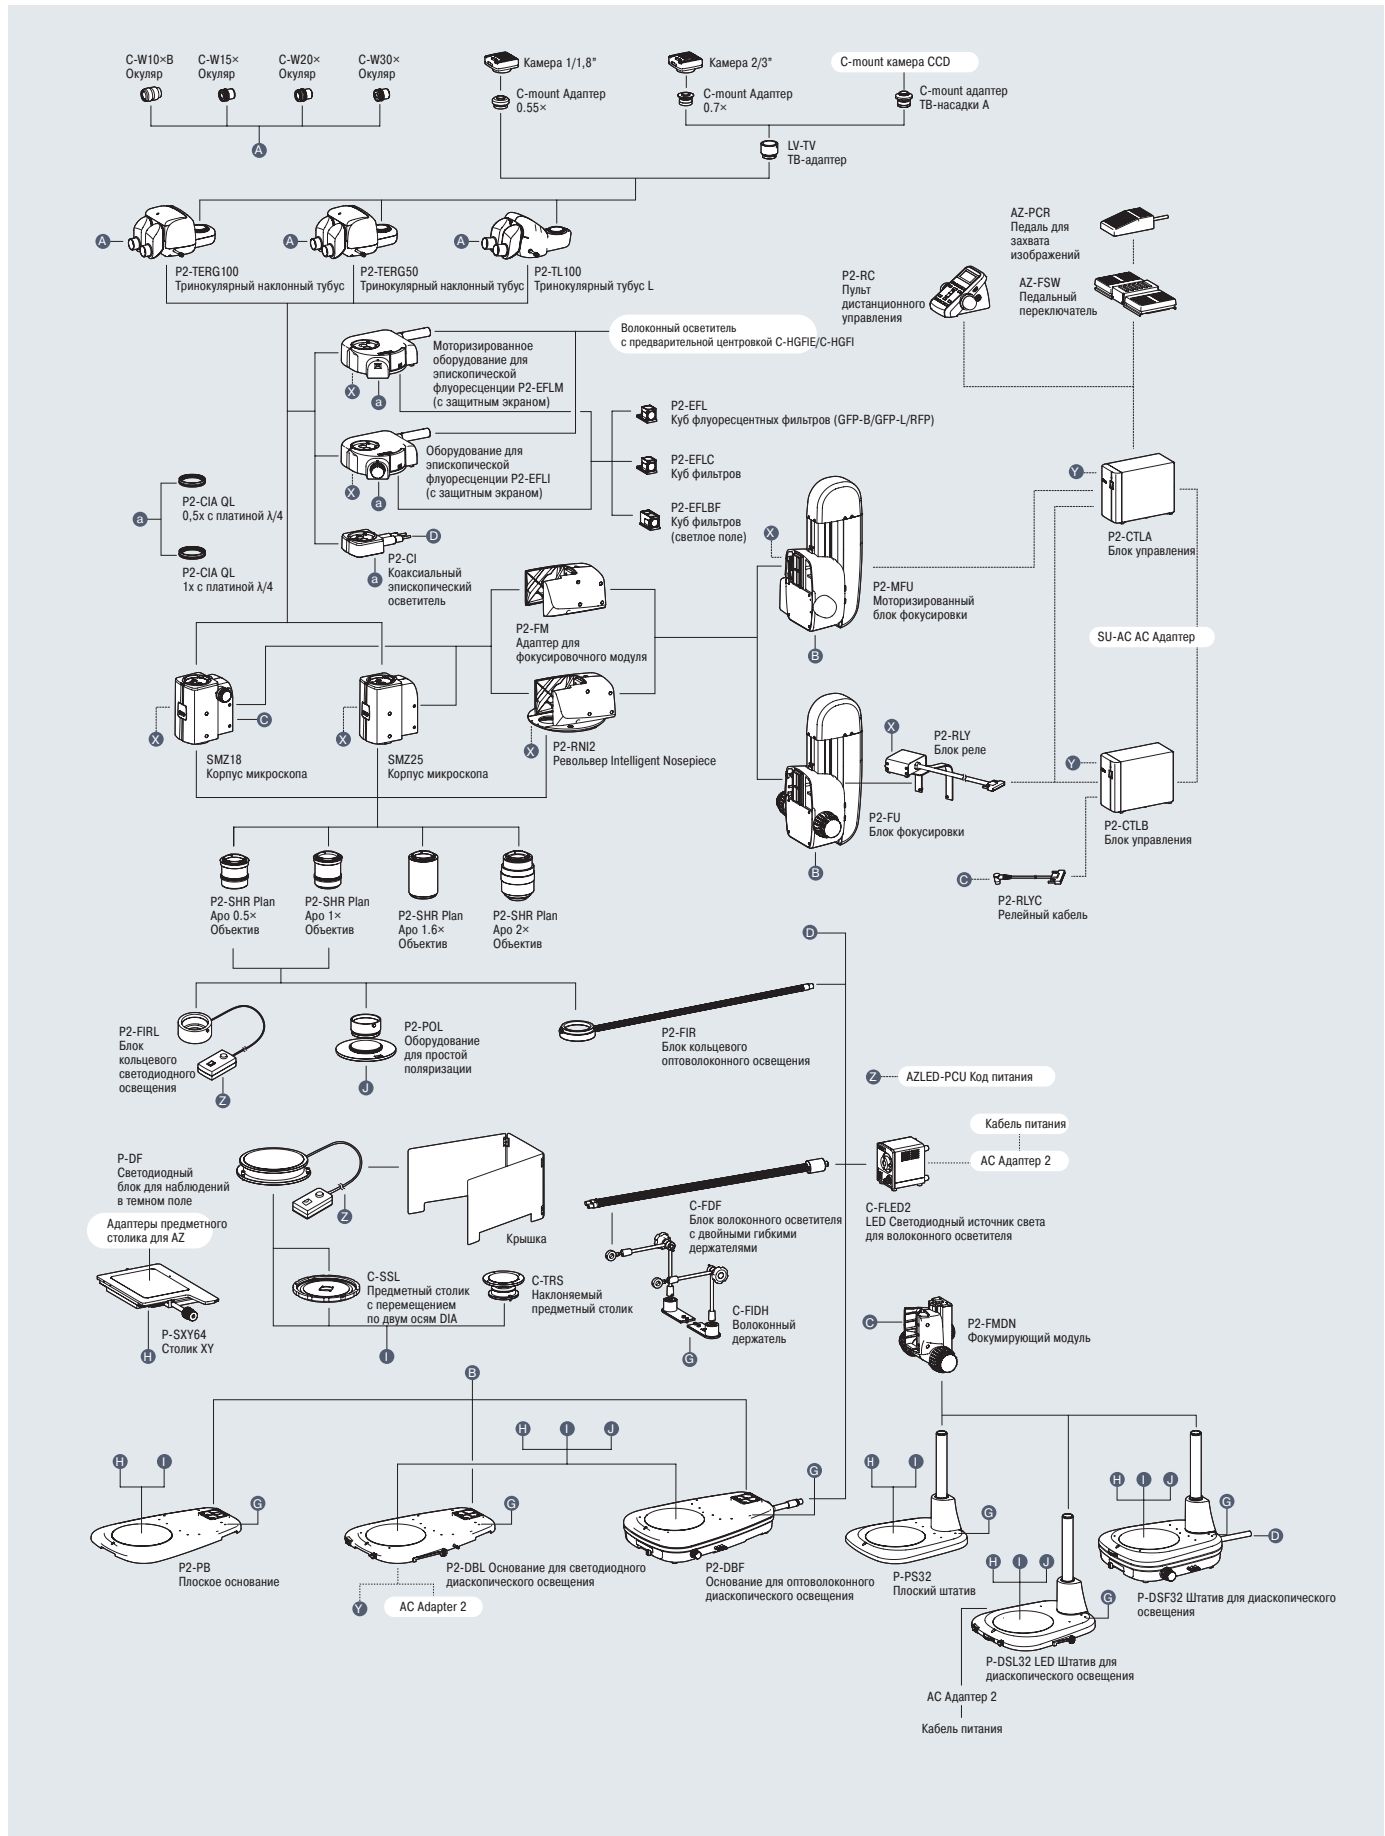 C-W10×B
Окуляр
C-W15×
Окуляр
C-W20×
Окуляр
C-W30×
Окуляр
A
Камера 1/1,8"
C-mount Адаптер
0.55×
Камера 2/3"
C-mount Адаптер
0.7×
C-mount камера CCD
C-mount адаптер
ТВ-насадки A
LV-TV
ТВ-адаптер
A
P2-TERG100
Тринокулярный наклонный тубус
A
P2-TERG50
Тринокулярный наклонный тубус
A
P2-TL100
Тринокулярный тубус L
AZ-PCR
Педаль для
захвата
изображений
P2-RC
Пульт
дистанционного
управления
AZ-FSW
Педальный
переключатель
Волоконный осветитель
с предварительной центровкой C-HGFIE/C-HGFI
Моторизированное
оборудование для
эпископической
флуоресценции P2-EFLM
(с защитным экраном)
X
a
P2-EFL
Куб флуоресцентных фильтров (GFP-B/GFP-L/RFP)
Оборудование для
эпископической
флуоресценции P2-EFLI
(с защитным экраном)
X
a
P2-EFLC
Куб фильтров
P2-EFLBF
Куб фильтров
(светлое поле)
P2-CIA QL
0,5x с платиной λ/4
a
P2-CIA QL
1x с платиной λ/4
D
P2-CI
a
Коаксиальный
эпископический
осветитель
X
P2-MFU
Моторизированный
блок фокусировки
B
Y
P2-CTLA
Блок управления
SU-AC AC Адаптер
P2-FM
Адаптер для
фокусировочного модуля
X
C
SMZ18
Корпус микроскопа
X
SMZ25
Корпус микроскопа
X
P2-RNI2
Револьвер Intelligent Nosepiece
X
P2-RLY
Блок реле
P2-FU
Блок фокусировки
B
Y
P2-CTLB
Блок управления
C
P2-RLYC
Релейный кабель
P2-SHR Plan
Apo 0.5×
Объектив
P2-SHR Plan
Apo 1×
Объектив
P2-SHR Plan
Apo 1.6×
Объектив
P2-SHR Plan
Apo 2×
Объектив
D
P2-FIRL
Блок
кольцевого
светодиодного
освещения
Z
P2-POL
Оборудование
для простой
поляризации
J
P2-FIR
Блок кольцевого
оптоволоконного освещения
Z
AZLED-PCU Код питания
Кабель питания
AC Адаптер 2
P-DF
Светодиодный
блок для наблюдений
в темном поле
Z
Крышка
C-FDF
Блок волоконного осветителя
с двойными гибкими
держателями
C-FLED2
LED Светодиодный источник света
для волоконного осветителя
Адаптеры предметного
столика для AZ
P-SXY64
Столик XY
H
C-SSL
Предметный столик
с перемещением
по двум осям DIA
C-TRS
Наклоняемый
предметный столик
I
C-FIDH
Волоконный
держатель
G
C
P2-FMDN
Фокумирующий модуль
B
H
I
J
H
I
G
P2-PB
Плоское основание
G
P2-DBL Основание для светодиодного
диаскопического освещения
Y
AC Adapter 2
G
P2-DBF
Основание для оптоволоконного
диаскопического освещения
H
I
G
P-PS32
Плоский штатив
H
I
J
G
D
P-DSF32 Штатив для диаскопического
освещения
H
I
J
G
P-DSL32 LED Штатив для
диаскопического освещения
AC Адаптер 2
Кабель питания